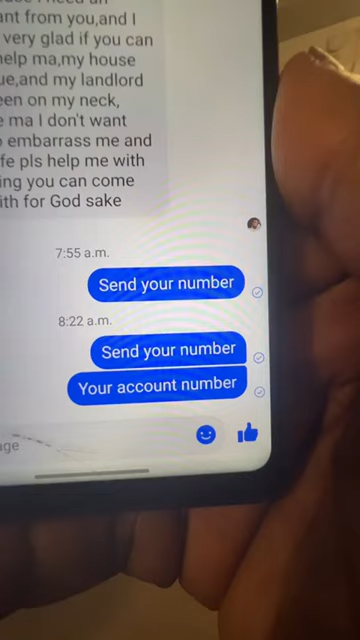 ant from you,and I
very glad if you can
help ma,my house
ue,and my landlord
een on my neck,
e ma I don't want
embarrass me and
fe pls help me with
ing you can come
ith for God sake
7:55 a.m.
Send your number
8:22 a.m.
Send your number
Your account number
age